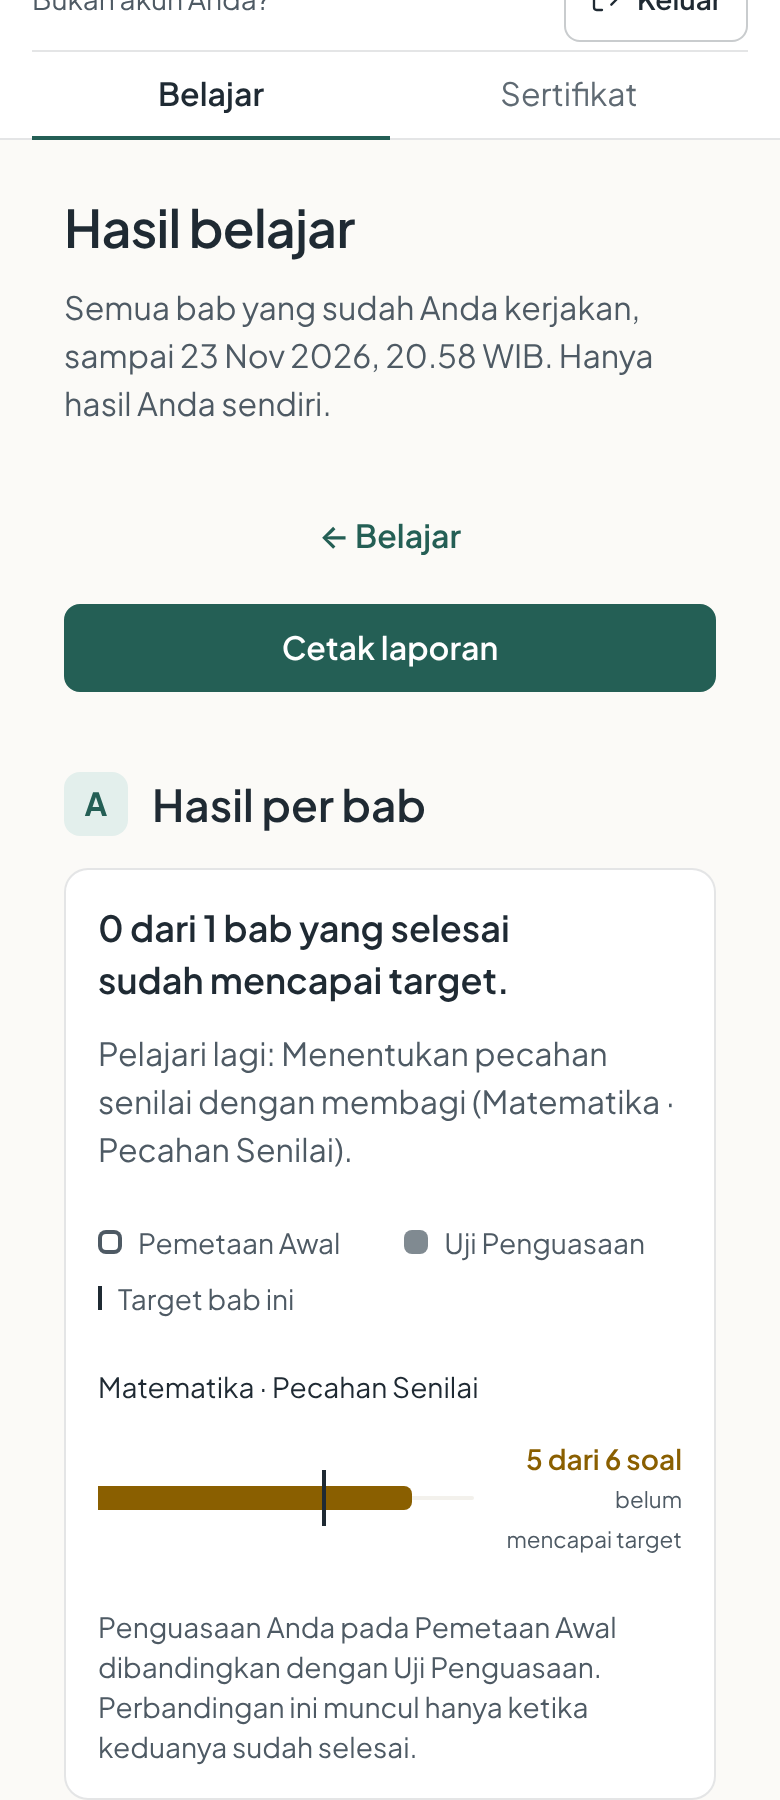 Bukan akun Anda?
Keluar
Belajar
Sertifikat
Hasil belajar
Semua bab yang sudah Anda kerjakan,
sampai 23 Nov 2026, 20.58 WIB. Hanya
hasil Anda sendiri.
← Belajar
Cetak laporan
A
Hasil per bab
0 dari 1 bab yang selesai
sudah mencapai target.
Pelajari lagi: Menentukan pecahan
senilai dengan membagi (Matematika ·
Pecahan Senilai).
Pemetaan Awal
Uji Penguasaan
Target bab ini
Matematika · Pecahan Senilai
5 dari 6 soal
belum
mencapai target
Penguasaan Anda pada Pemetaan Awal
dibandingkan dengan Uji Penguasaan.
Perbandingan ini muncul hanya ketika
keduanya sudah selesai.